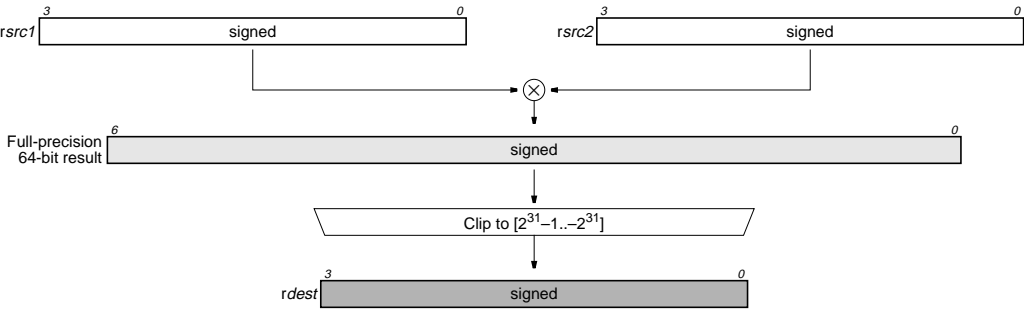 3 0 3 0
rsrc1 signed rsrc2 signed
6 0
Full-precision
64-bit result
signed
Clip to [2³¹–1..–2³¹]
3 0
rdest signed